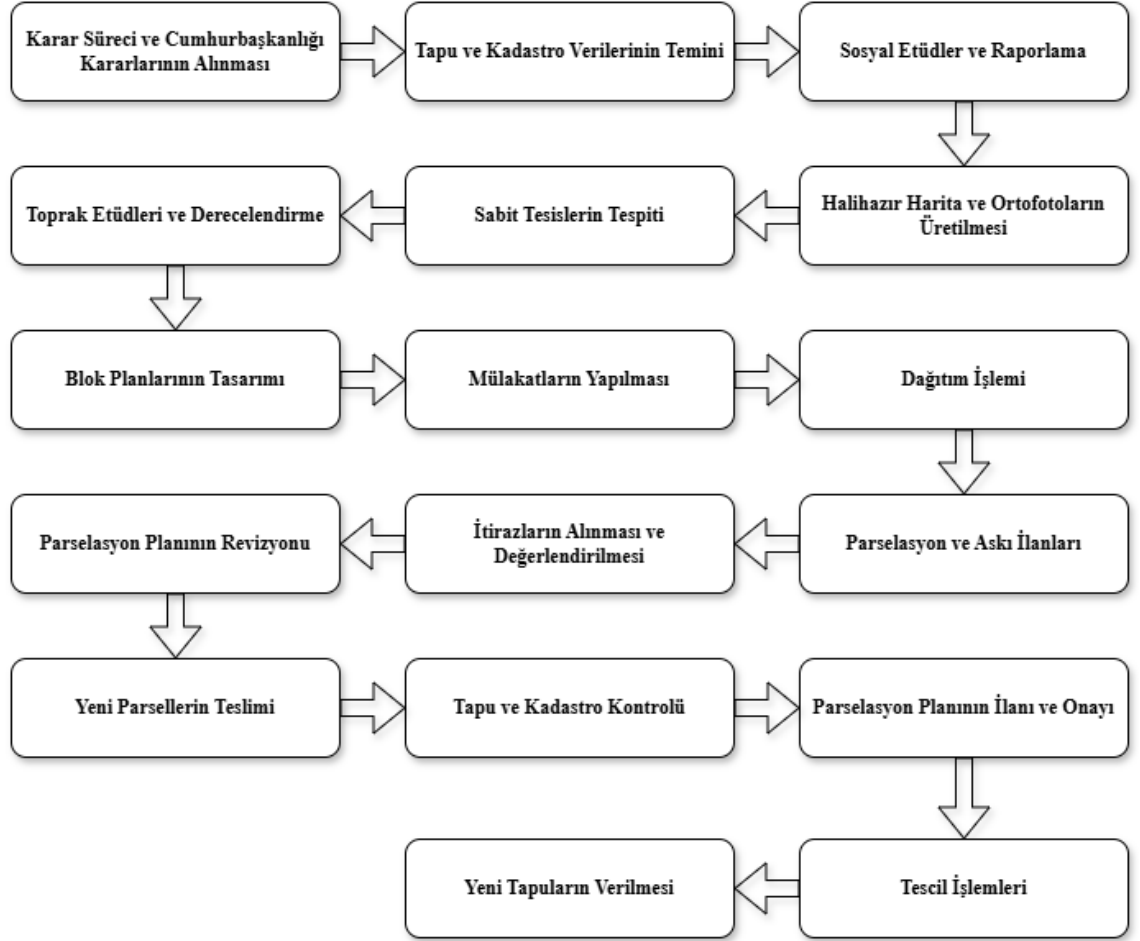 Karar Süreci ve Cumhurbaşkanlığı
Kararlarının Alınması
Tapu ve Kadastro Verilerinin Temini
Sosyal Etüdler ve Raporlama
Halihazır Harita ve Ortofotoların
Üretilmesi
Sabit Tesislerin Tespiti
Toprak Etüdleri ve Derecelendirme
Blok Planlarının Tasarımı
Mülakatların Yapılması
Dağıtım İşlemi
Parselasyon ve Askı İlanları
İtirazların Alınması ve
Değerlendirilmesi
Parselasyon Planının Revizyonu
Yeni Parsellerin Teslimi
Tapu ve Kadastro Kontrolü
Parselasyon Planının İlanı ve Onayı
Tescil İşlemleri
Yeni Tapuların Verilmesi